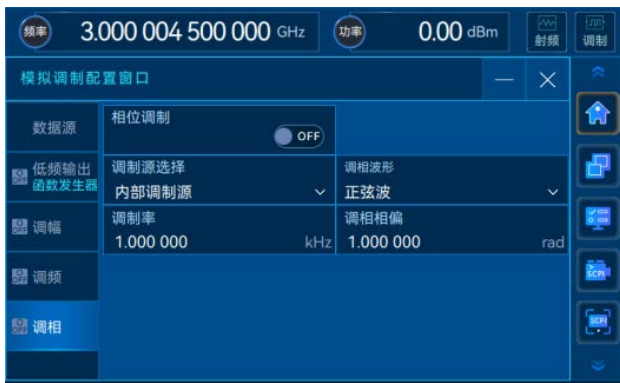 频率 3.000 004 500 000 GHz 功率 0.00 dBm 射频 调制
模拟调制配置窗口
数据源
低频输出
函数发生器
OFF 调幅
OFF 调频
OFF 调相
相位调制
OFF
调制源选择
内部调制源
调相波形
正弦波
调制率
1.000 000 kHz
调相相偏
1.000 000 rad
SCPI
SCPI